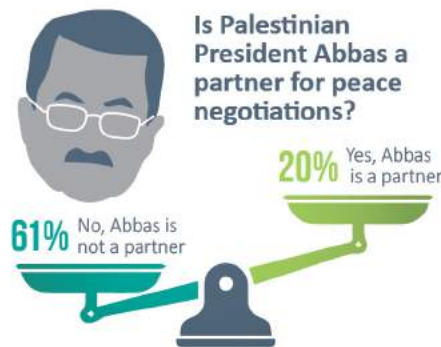 Is Palestinian
President Abbas a
partner for peace
negotiations?
20% Yes, Abbas
is a partner
61% No, Abbas is
not a partner